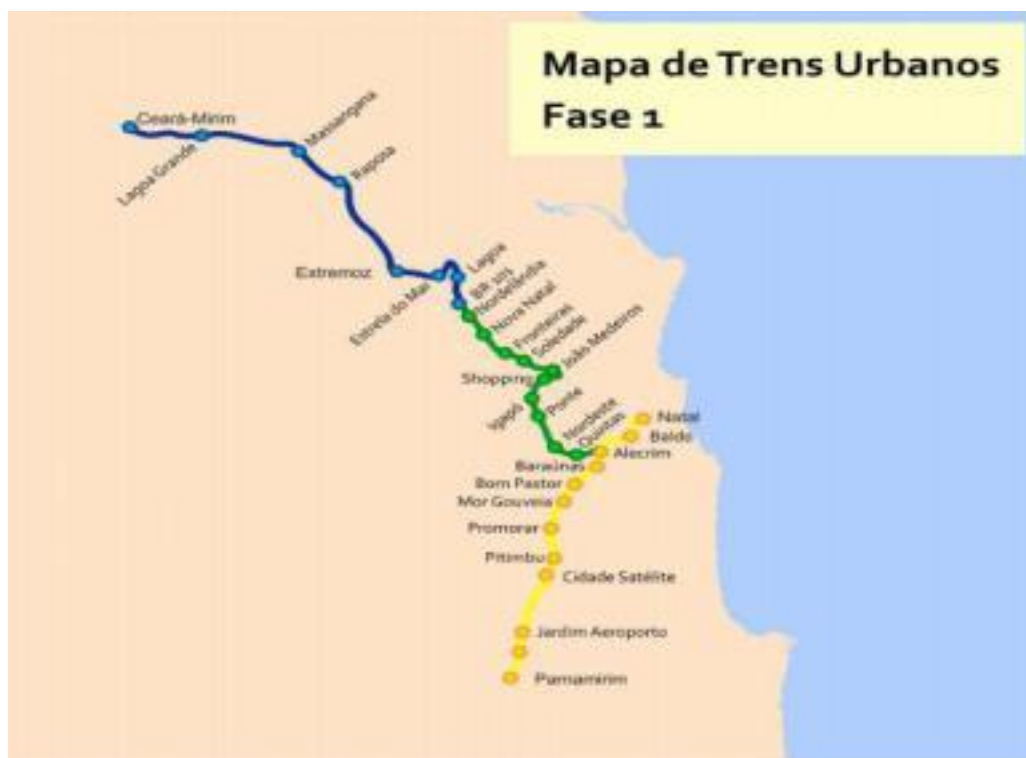 Mapa de Trens Urbanos
Fase 1
Ceará-Mirim
Lagoa Grande
Massangana
Raposa
Extremoz
Estrela do Mar
Lagoa
BR 101
Nordelândia
Nova Natal
Fronteiras
Soledade
João Medeiros
Shopping
Igapó
Ponte
Nordeste
Quintas
Natal
Baldo
Alecrim
Baraúnas
Bom Pastor
Mor Gouveia
Promorar
Pitimbu
Cidade Satélite
Jardim Aeroporto
Parnamirim